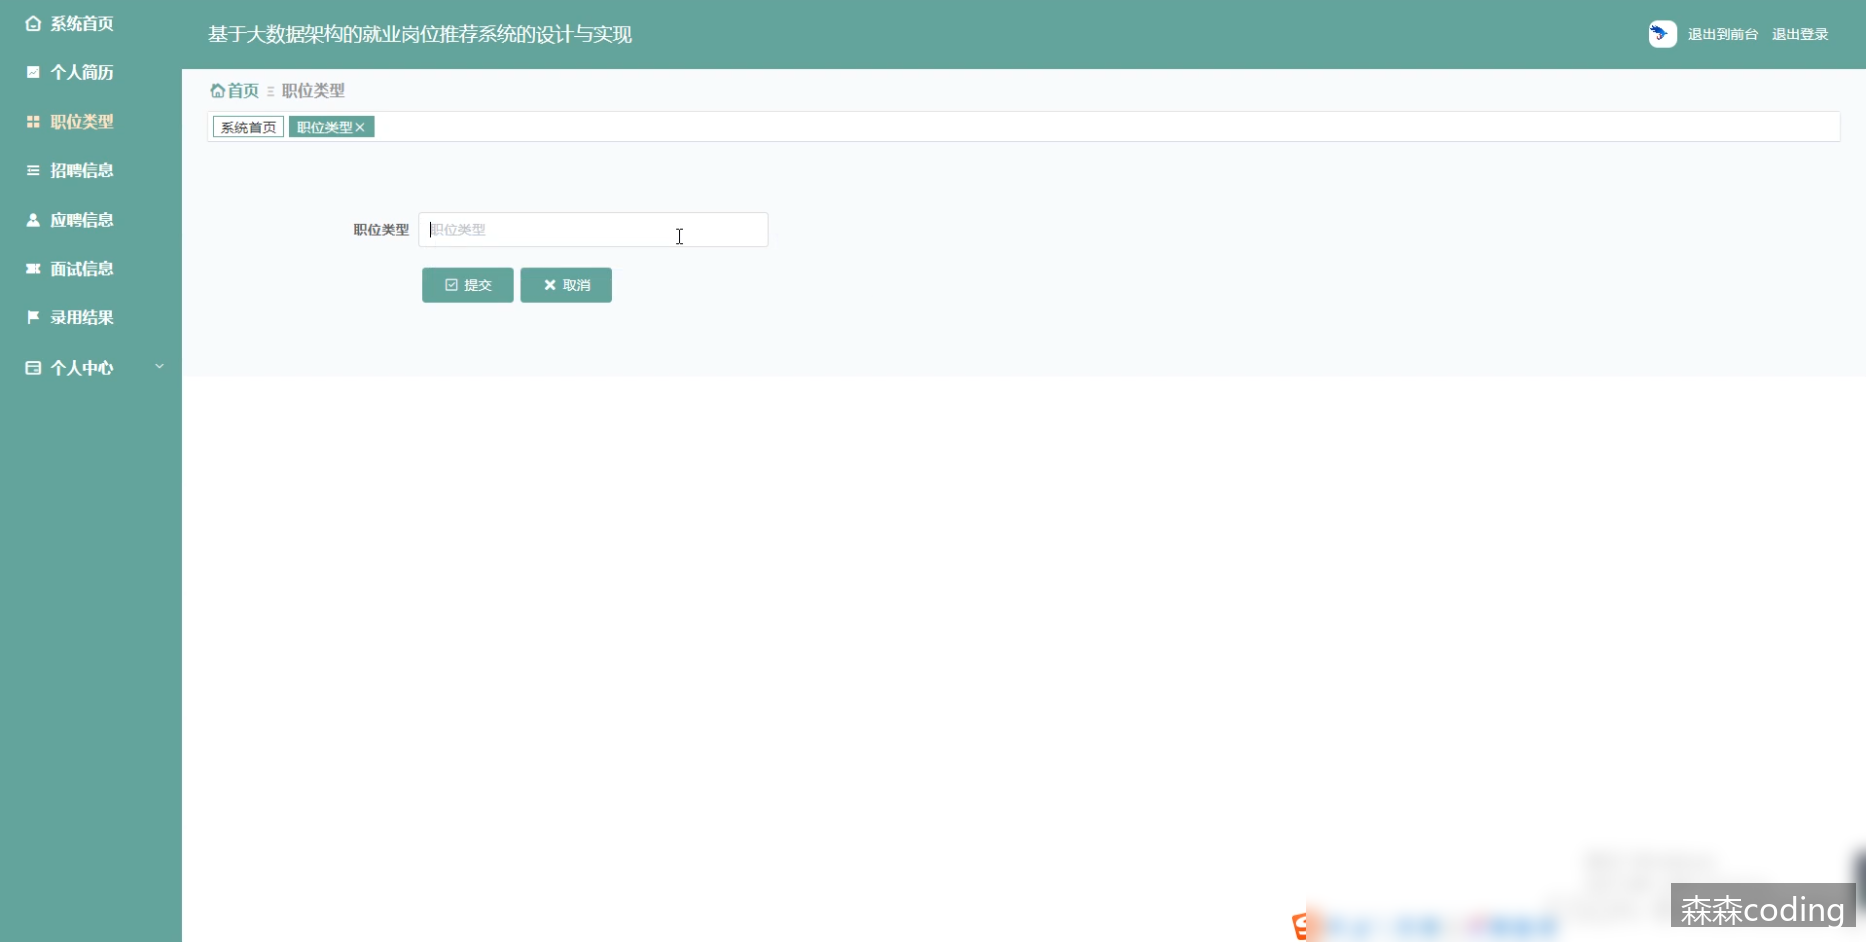 系统首页
个人简历
职位类型
招聘信息
应聘信息
面试信息
录用结果
个人中心
基于大数据架构的就业岗位推荐系统的设计与实现
退出到前台 退出登录
首页 职位类型
系统首页 职位类型
职位类型 职位类型
提交 取消
森森coding